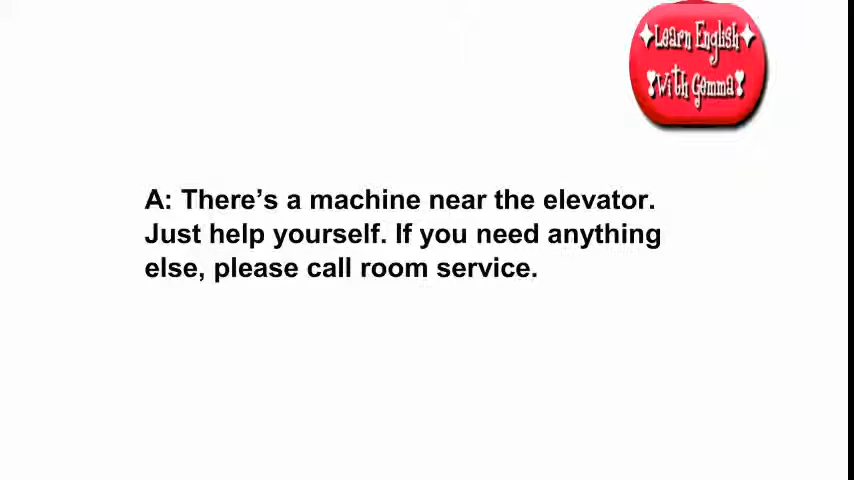 Learn English
With Gemma
A: There’s a machine near the elevator.
Just help yourself. If you need anything
else, please call room service.